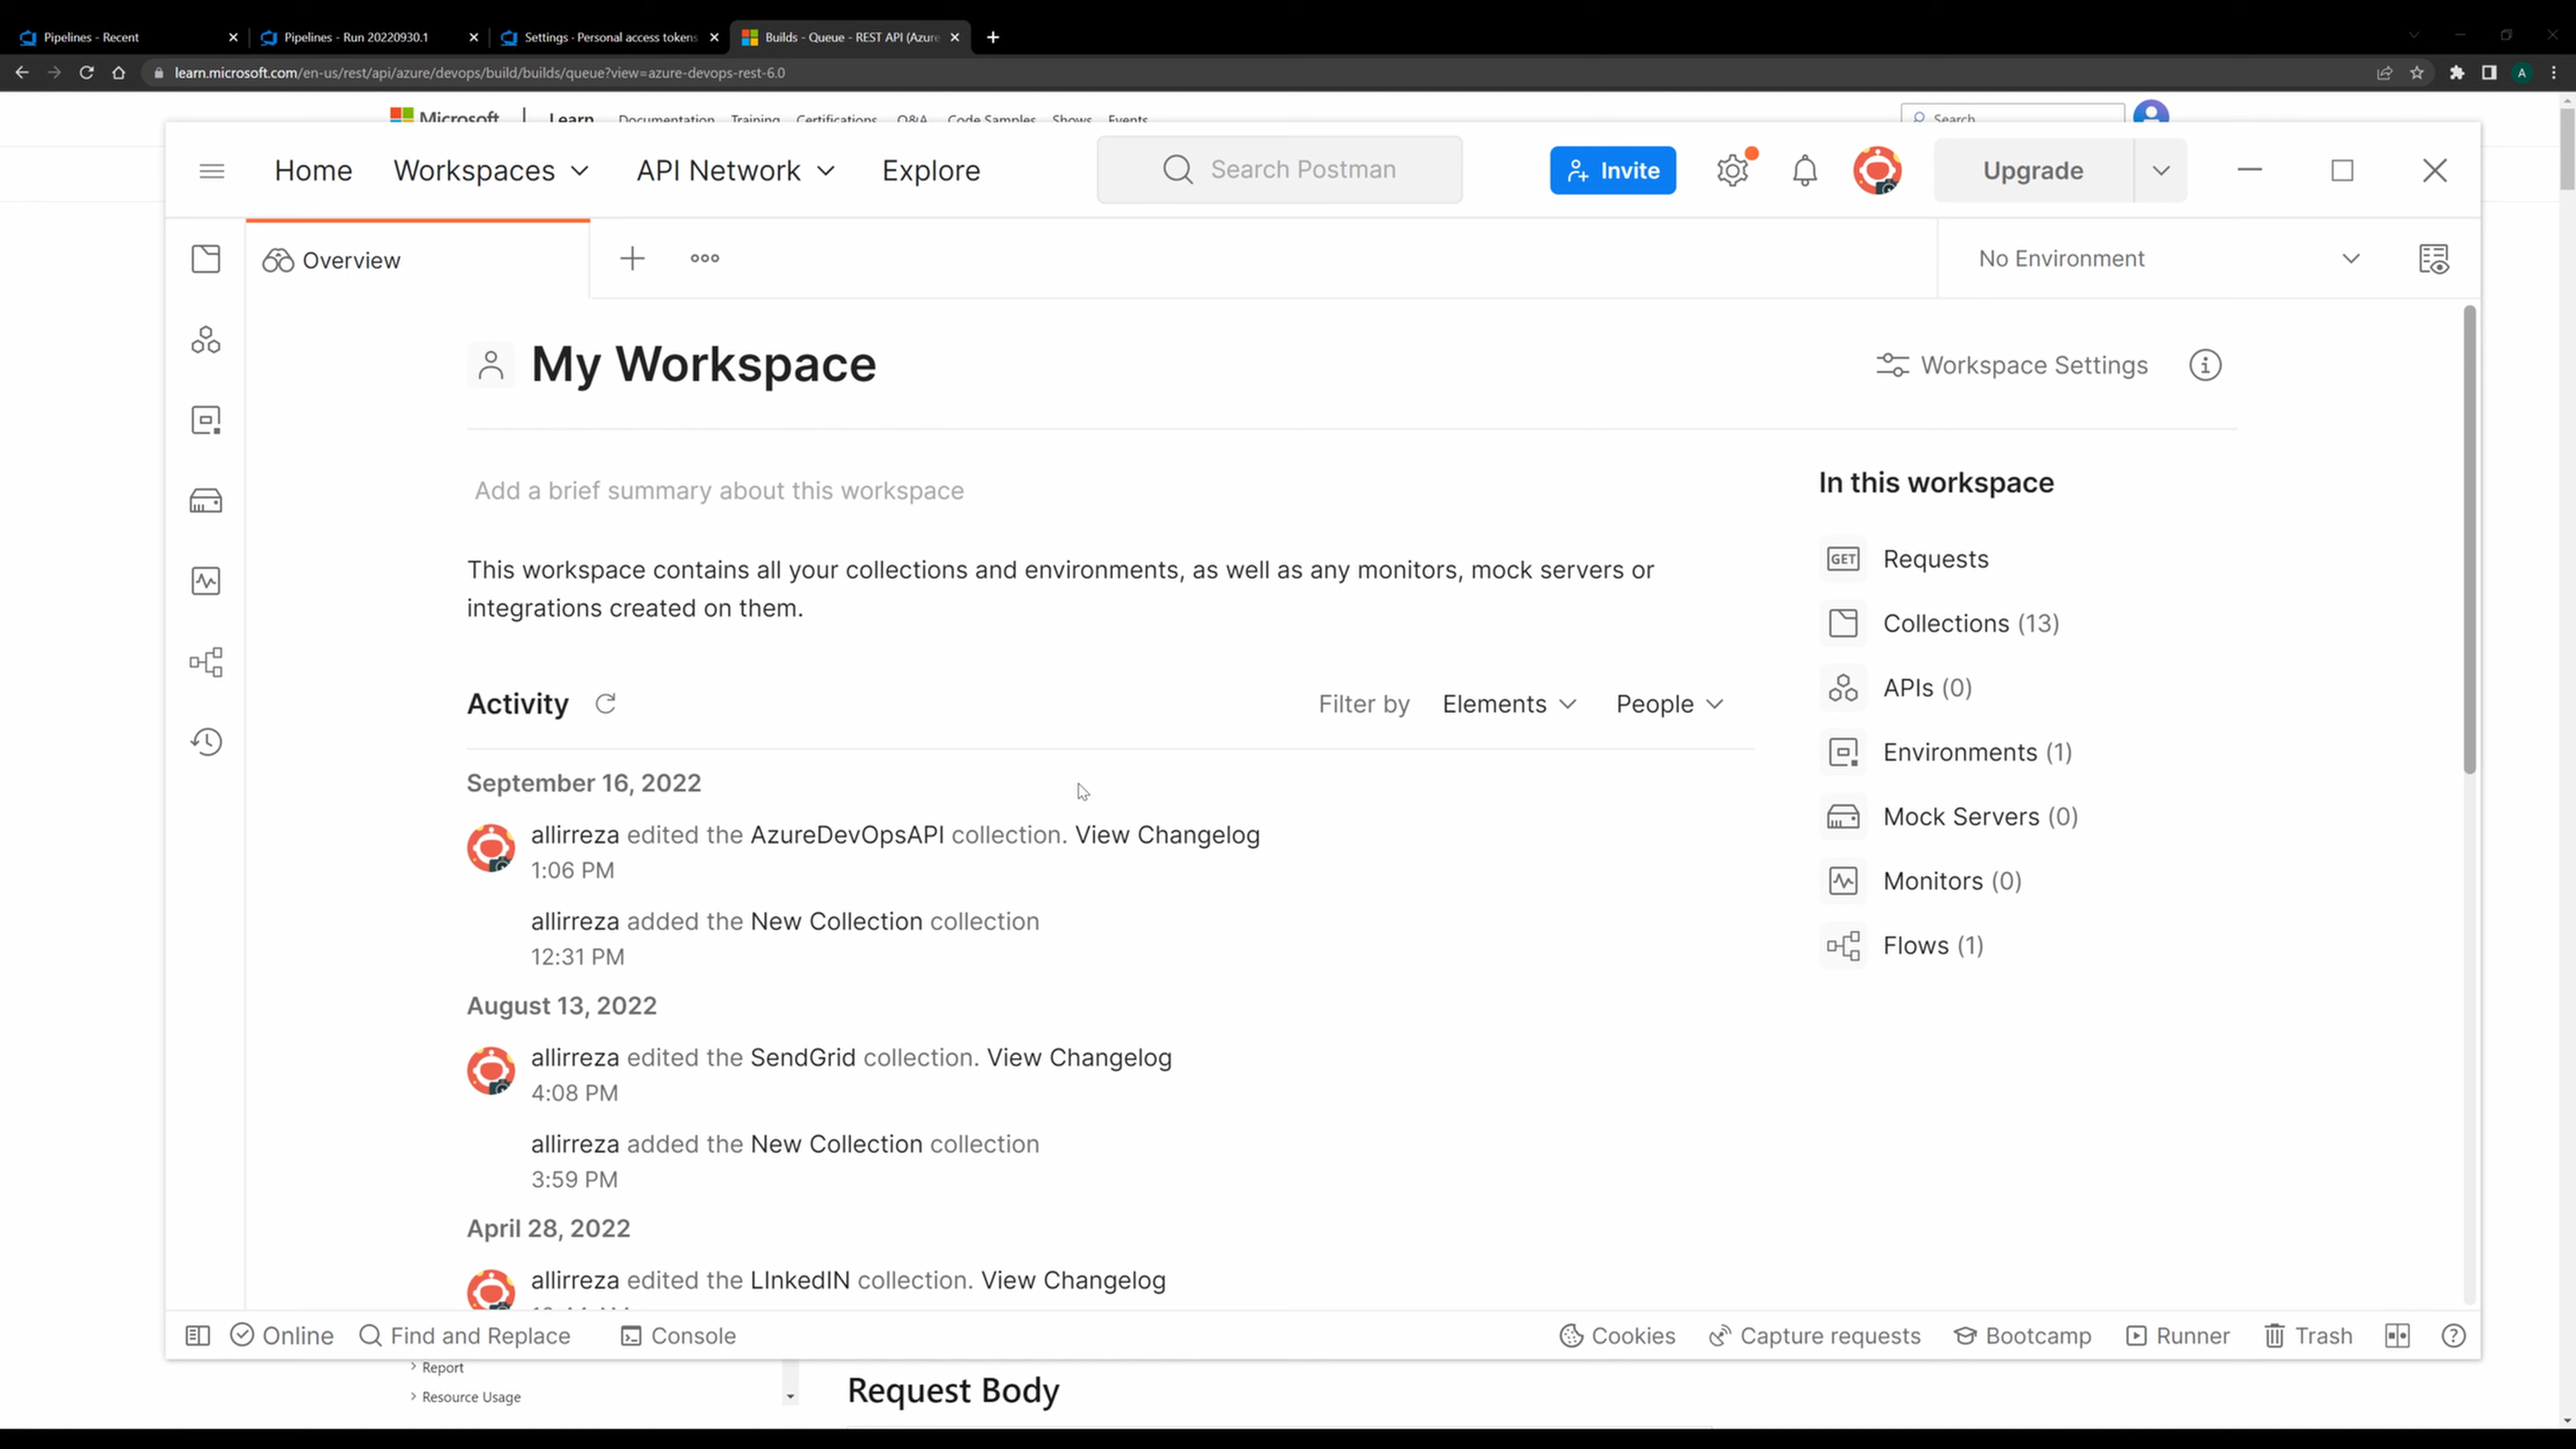 Pipelines - Recent
Pipelines - Run 20220930.1
Settings · Personal access tokens
Builds - Queue - REST API (Azure
learn.microsoft.com/en-us/rest/api/azure/devops/build/builds/queue?view=azure-devops-rest-6.0
A
Microsoft Learn Documentation Training Certifications Q&A Code Samples Shows Events Search
Home Workspaces API Network Explore Search Postman Invite Upgrade
Overview No Environment
My Workspace Workspace Settings
Add a brief summary about this workspace
This workspace contains all your collections and environments, as well as any monitors, mock servers or
integrations created on them.
In this workspace
GET Requests
Collections (13)
APIs (0)
Environments (1)
Mock Servers (0)
Monitors (0)
Flows (1)
Activity Filter by Elements People
September 16, 2022
allirreza edited the AzureDevOpsAPI collection. View Changelog
1:06 PM
allirreza added the New Collection collection
12:31 PM
August 13, 2022
allirreza edited the SendGrid collection. View Changelog
4:08 PM
allirreza added the New Collection collection
3:59 PM
April 28, 2022
allirreza edited the LInkedIN collection. View Changelog
Online Find and Replace Console Cookies Capture requests Bootcamp Runner Trash
Report
Resource Usage
Request Body